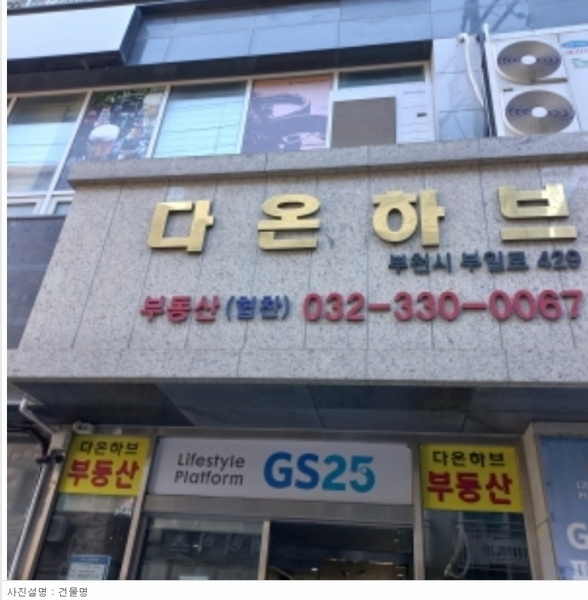 다온하브
부천시 부일로 429
부동산 (협찬) 032-330-0067
다온하브
부동산
Lifestyle
Platform
GS25
다온하브
부동산
사진설명 : 건물명